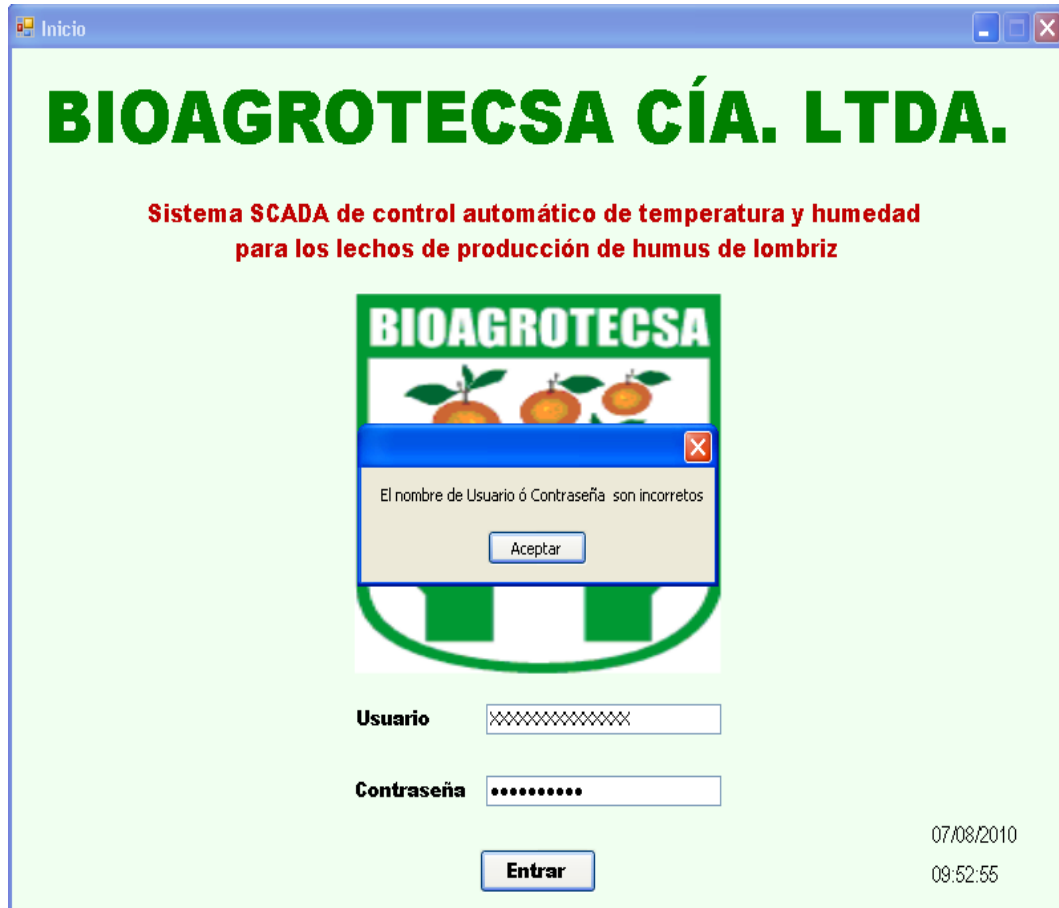 Inicio
BIOAGROTECSA CÍA. LTDA.
Sistema SCADA de control automático de temperatura y humedad
para los lechos de producción de humus de lombriz
BIOAGROTECSA
El nombre de Usuario ó Contraseña son incorretos
Aceptar
Usuario XXXXXXXXXXXXXX
Contraseña ••••••••••
07/08/2010
Entrar
09:52:55